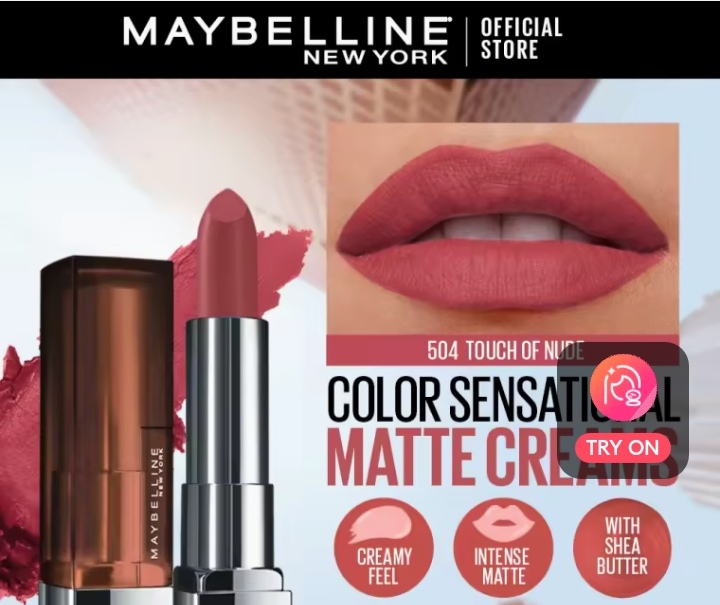 MAYBELLINE
NEW YORK
OFFICIAL
STORE
504 TOUCH OF NUDE
COLOR SENSATIONAL
MATTE CREAMS
TRY ON
CREAMY
FEEL
INTENSE
MATTE
WITH
SHEA
BUTTER
MAYBELLINE
NEW YORK